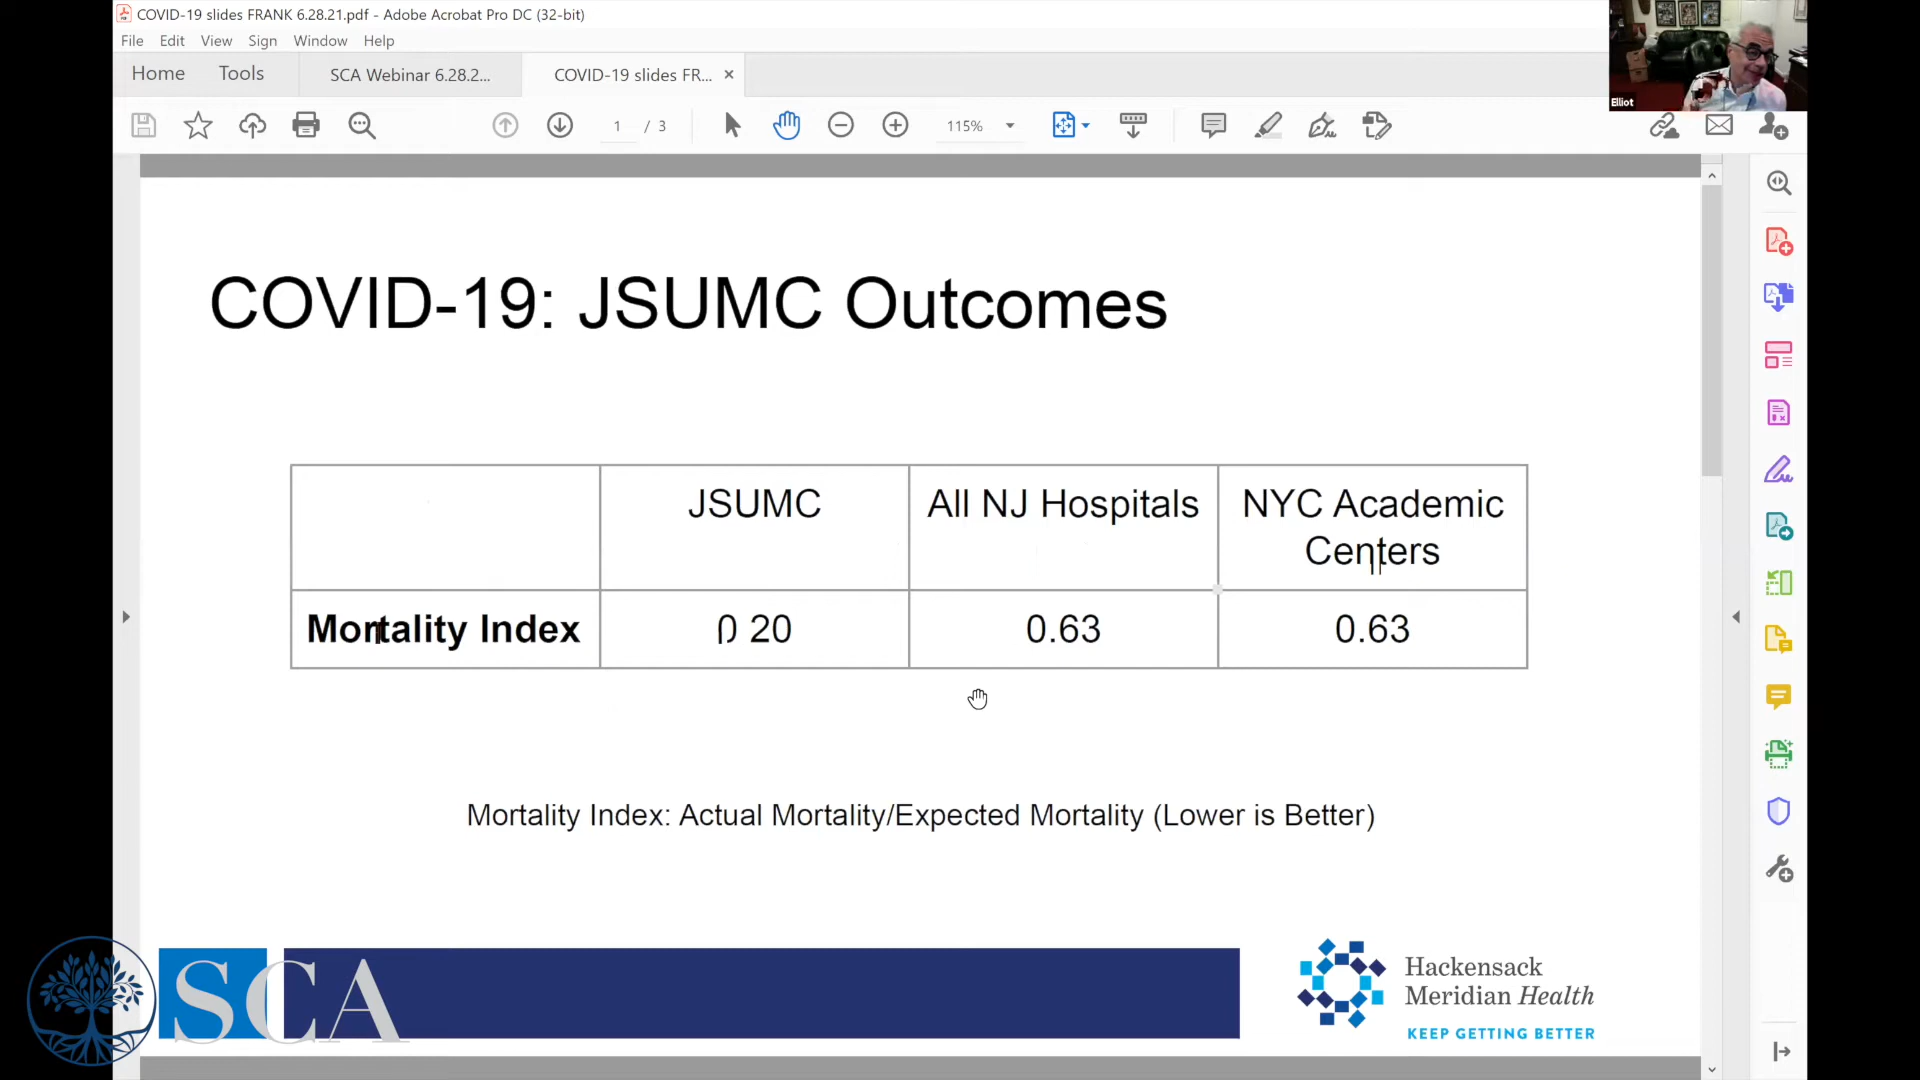 COVID-19 slides FRANK 6.28.21.pdf - Adobe Acrobat Pro DC (32-bit)
File Edit View Sign Window Help
Home Tools SCA Webinar 6.28.2... COVID-19 slides FR... ×
1 / 3 115%
Elliot
COVID-19: JSUMC Outcomes
JSUMC All NJ Hospitals NYC Academic
Centers
Mortality Index 0 20 0.63 0.63
Mortality Index: Actual Mortality/Expected Mortality (Lower is Better)
SCA
Hackensack
Meridian Health
KEEP GETTING BETTER